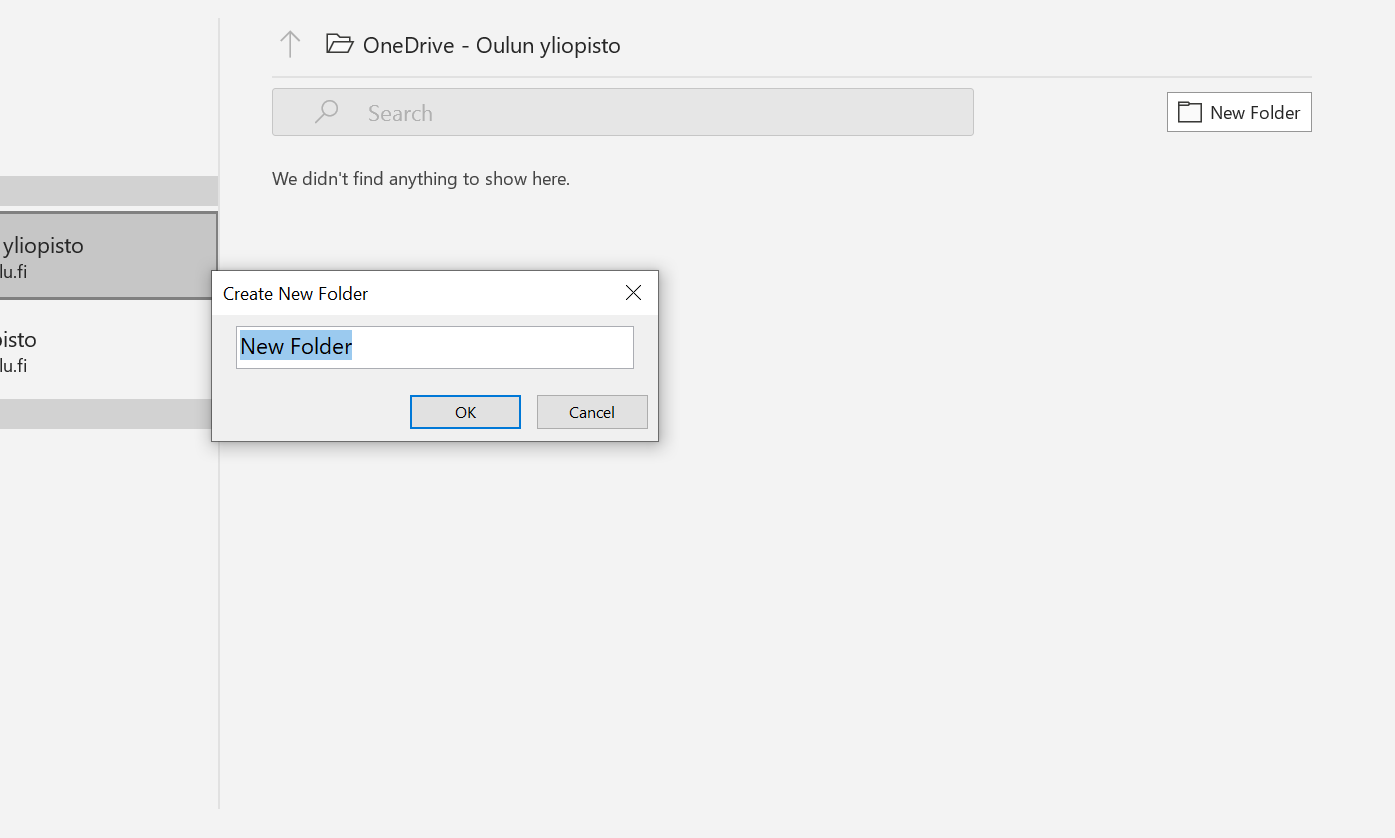 OneDrive - Oulun yliopisto
Search
New Folder
We didn't find anything to show here.
yliopisto
lu.fi
isto
lu.fi
Create New Folder
New Folder
OK
Cancel